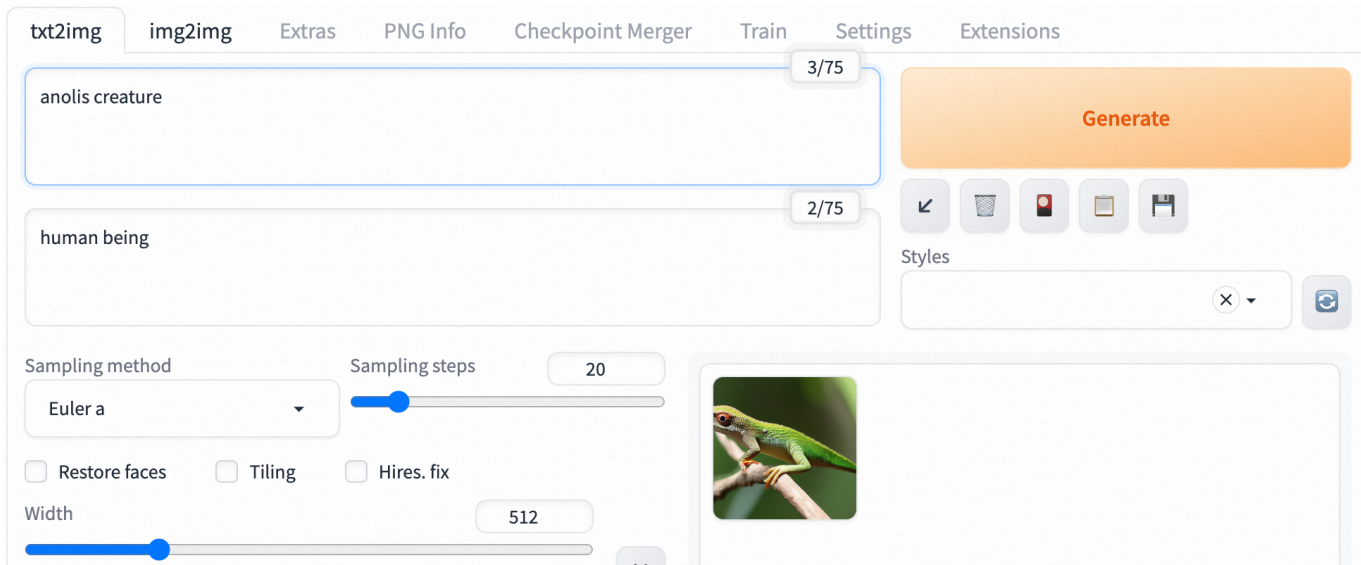 txt2img img2img Extras PNG Info Checkpoint Merger Train Settings Extensions
3/75
anolis creature
Generate
2/75
human being
Styles
Sampling method
Sampling steps
20
Euler a
Restore faces
Tiling
Hires. fix
Width
512